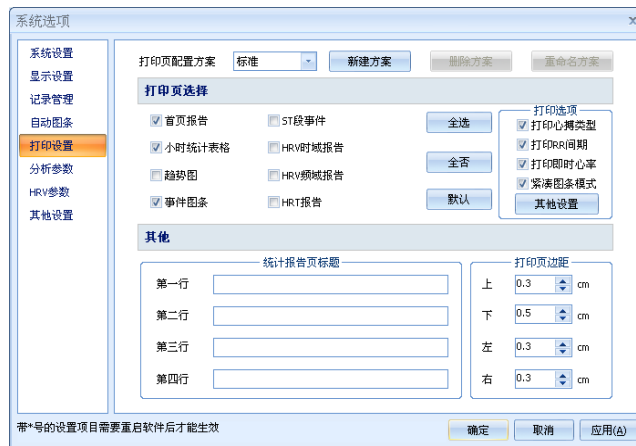 系统选项
系统设置
显示设置
记录管理
自动图条
打印设置
分析参数
HRV参数
其他设置
打印页配置方案 标准 新建方案 删除方案 重命名方案
打印页选择
首页报告 ST段事件 全选
小时统计表格 HRV时域报告 全否
趋势图 HRV频域报告
事件图条 HRT报告 默认
打印选项
打印心搏类型
打印RR间期
打印即时心率
紧凑图条模式
其他设置
其他
统计报告页标题
第一行
第二行
第三行
第四行
打印页边距
上 0.3 cm
下 0.5 cm
左 0.3 cm
右 0.3 cm
带*号的设置项目需要重启软件后才能生效
确定 取消 应用(A)